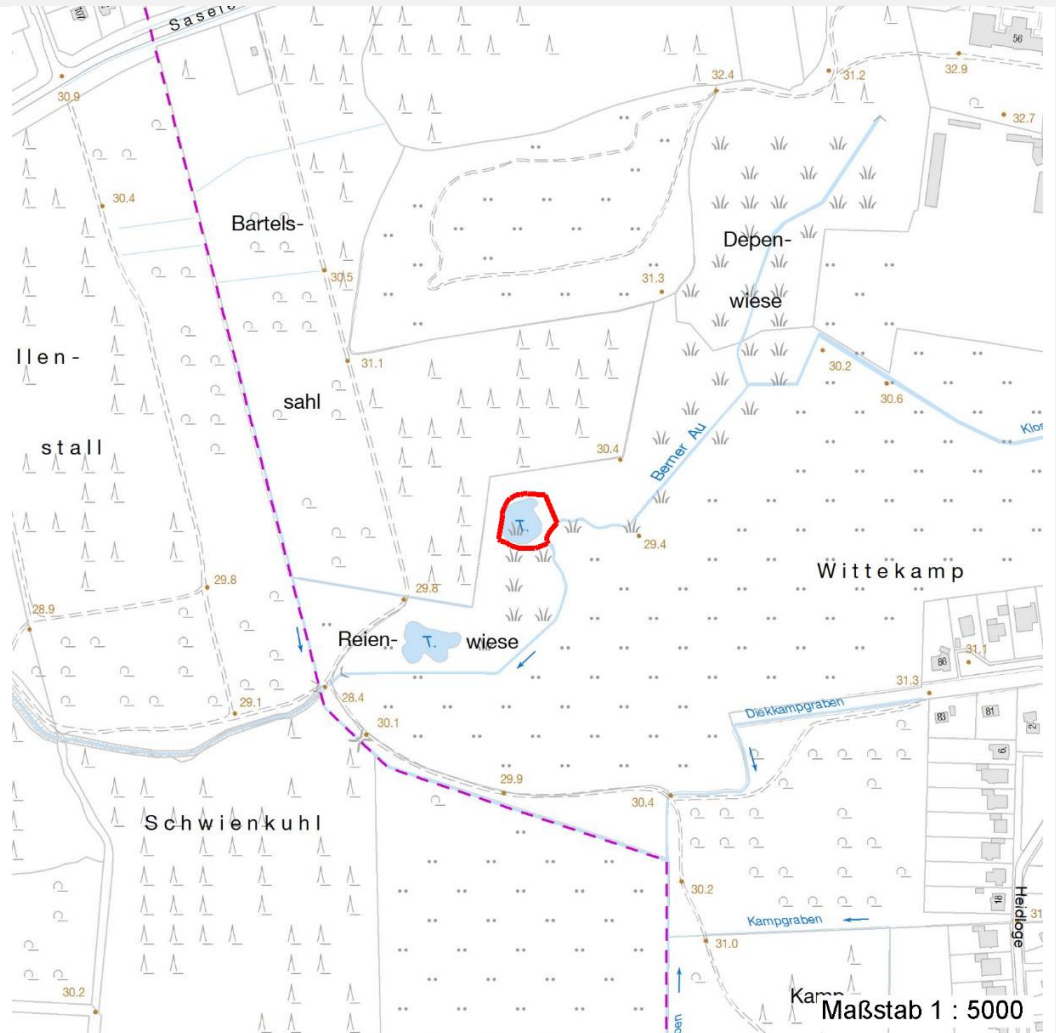 107
56
30.9
32.4
31.2
32.9
32.7
30.4
Bartels-
Depen-
30.5
31.3
wiese
31.1
30.2
30.6
sahl
stall
30.4
Berner Au
T.
29.4
Wittekamp
29.8
29.8
28.9
Reien-
T.
wiese
86
31.1
31.3
28.4
29.1
Diekkampgraben
83
81
30.1
29.9
30.4
Schwienkuhl
30.2
18
Heidloge
Kampgraben
31.0
30.2
Kamp
Maßstab 1 : 5000